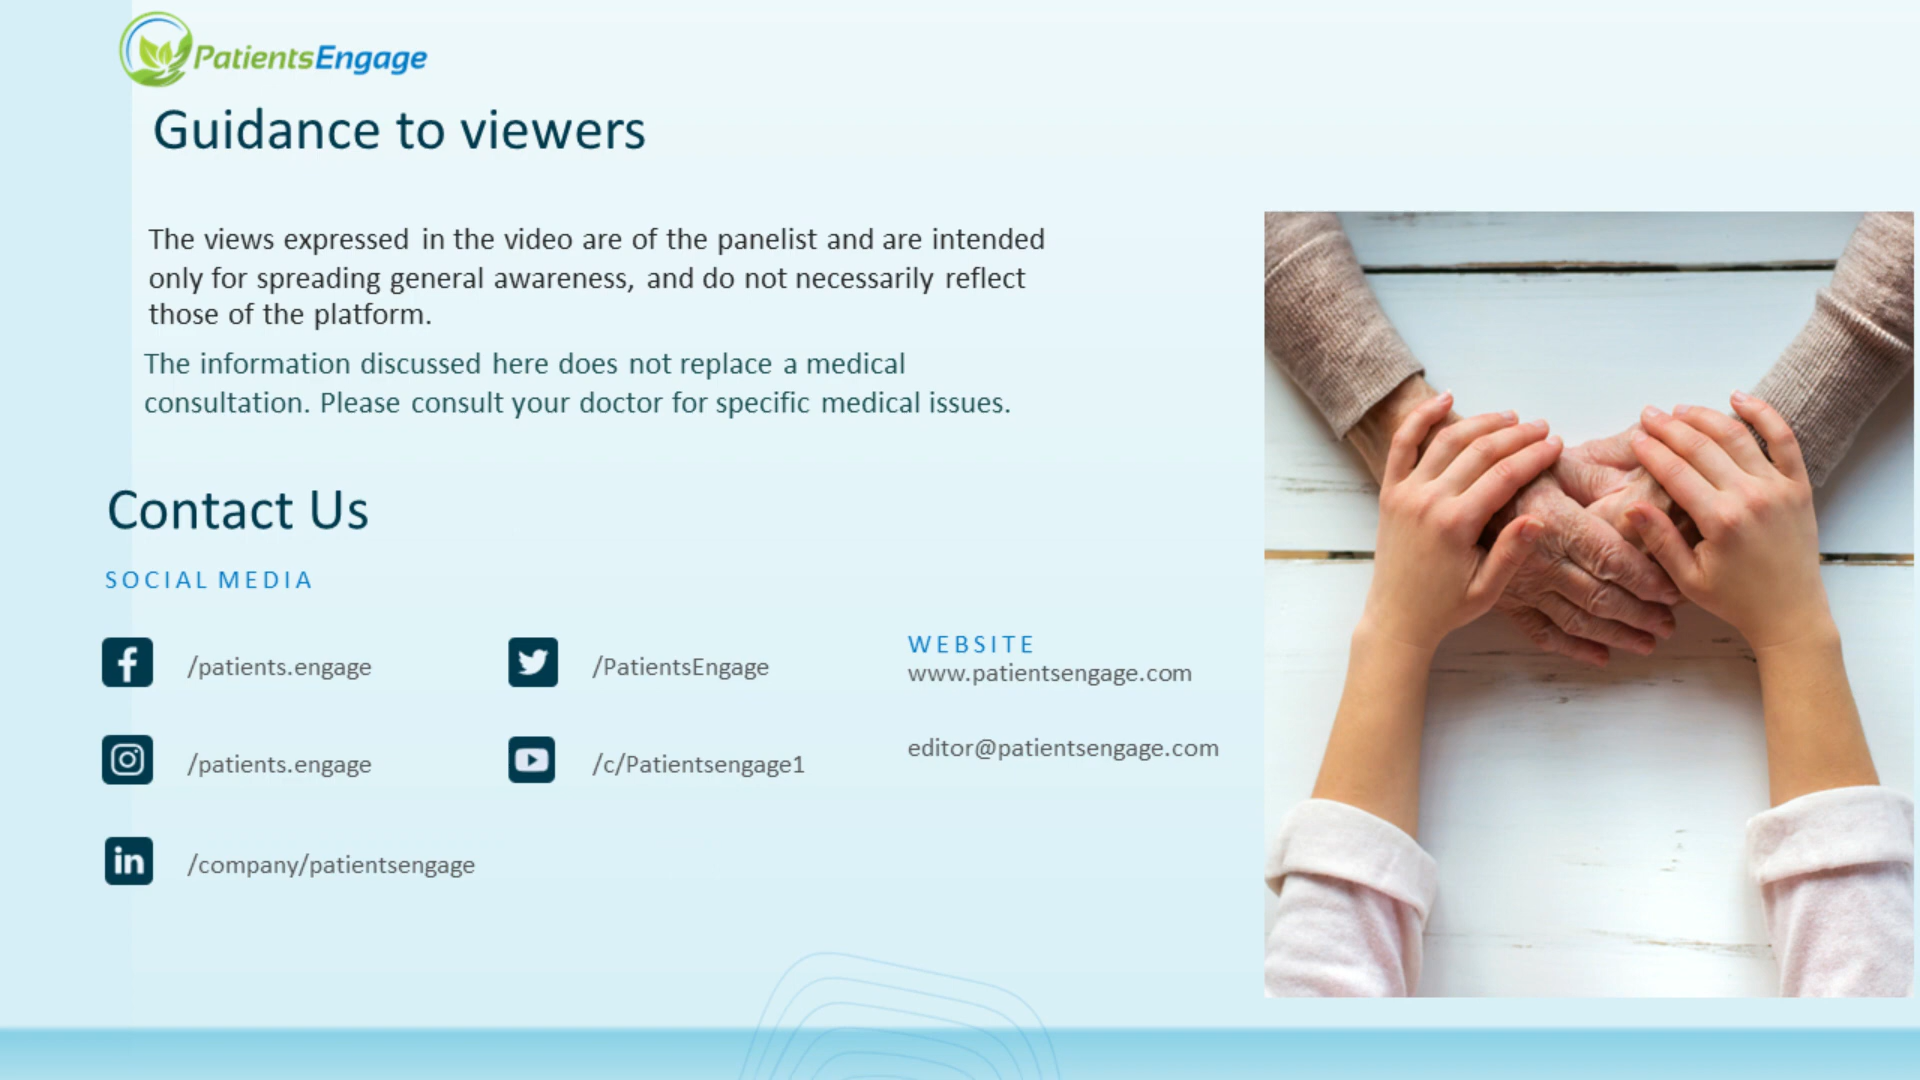 PatientsEngage
Guidance to viewers
The views expressed in the video are of the panelist and are intended
only for spreading general awareness, and do not necessarily reflect
those of the platform.
The information discussed here does not replace a medical
consultation. Please consult your doctor for specific medical issues.
Contact Us
SOCIAL MEDIA
/patients.engage
/PatientsEngage
/patients.engage
/c/Patientsengage1
/company/patientsengage
WEBSITE
www.patientsengage.com
editor@patientsengage.com